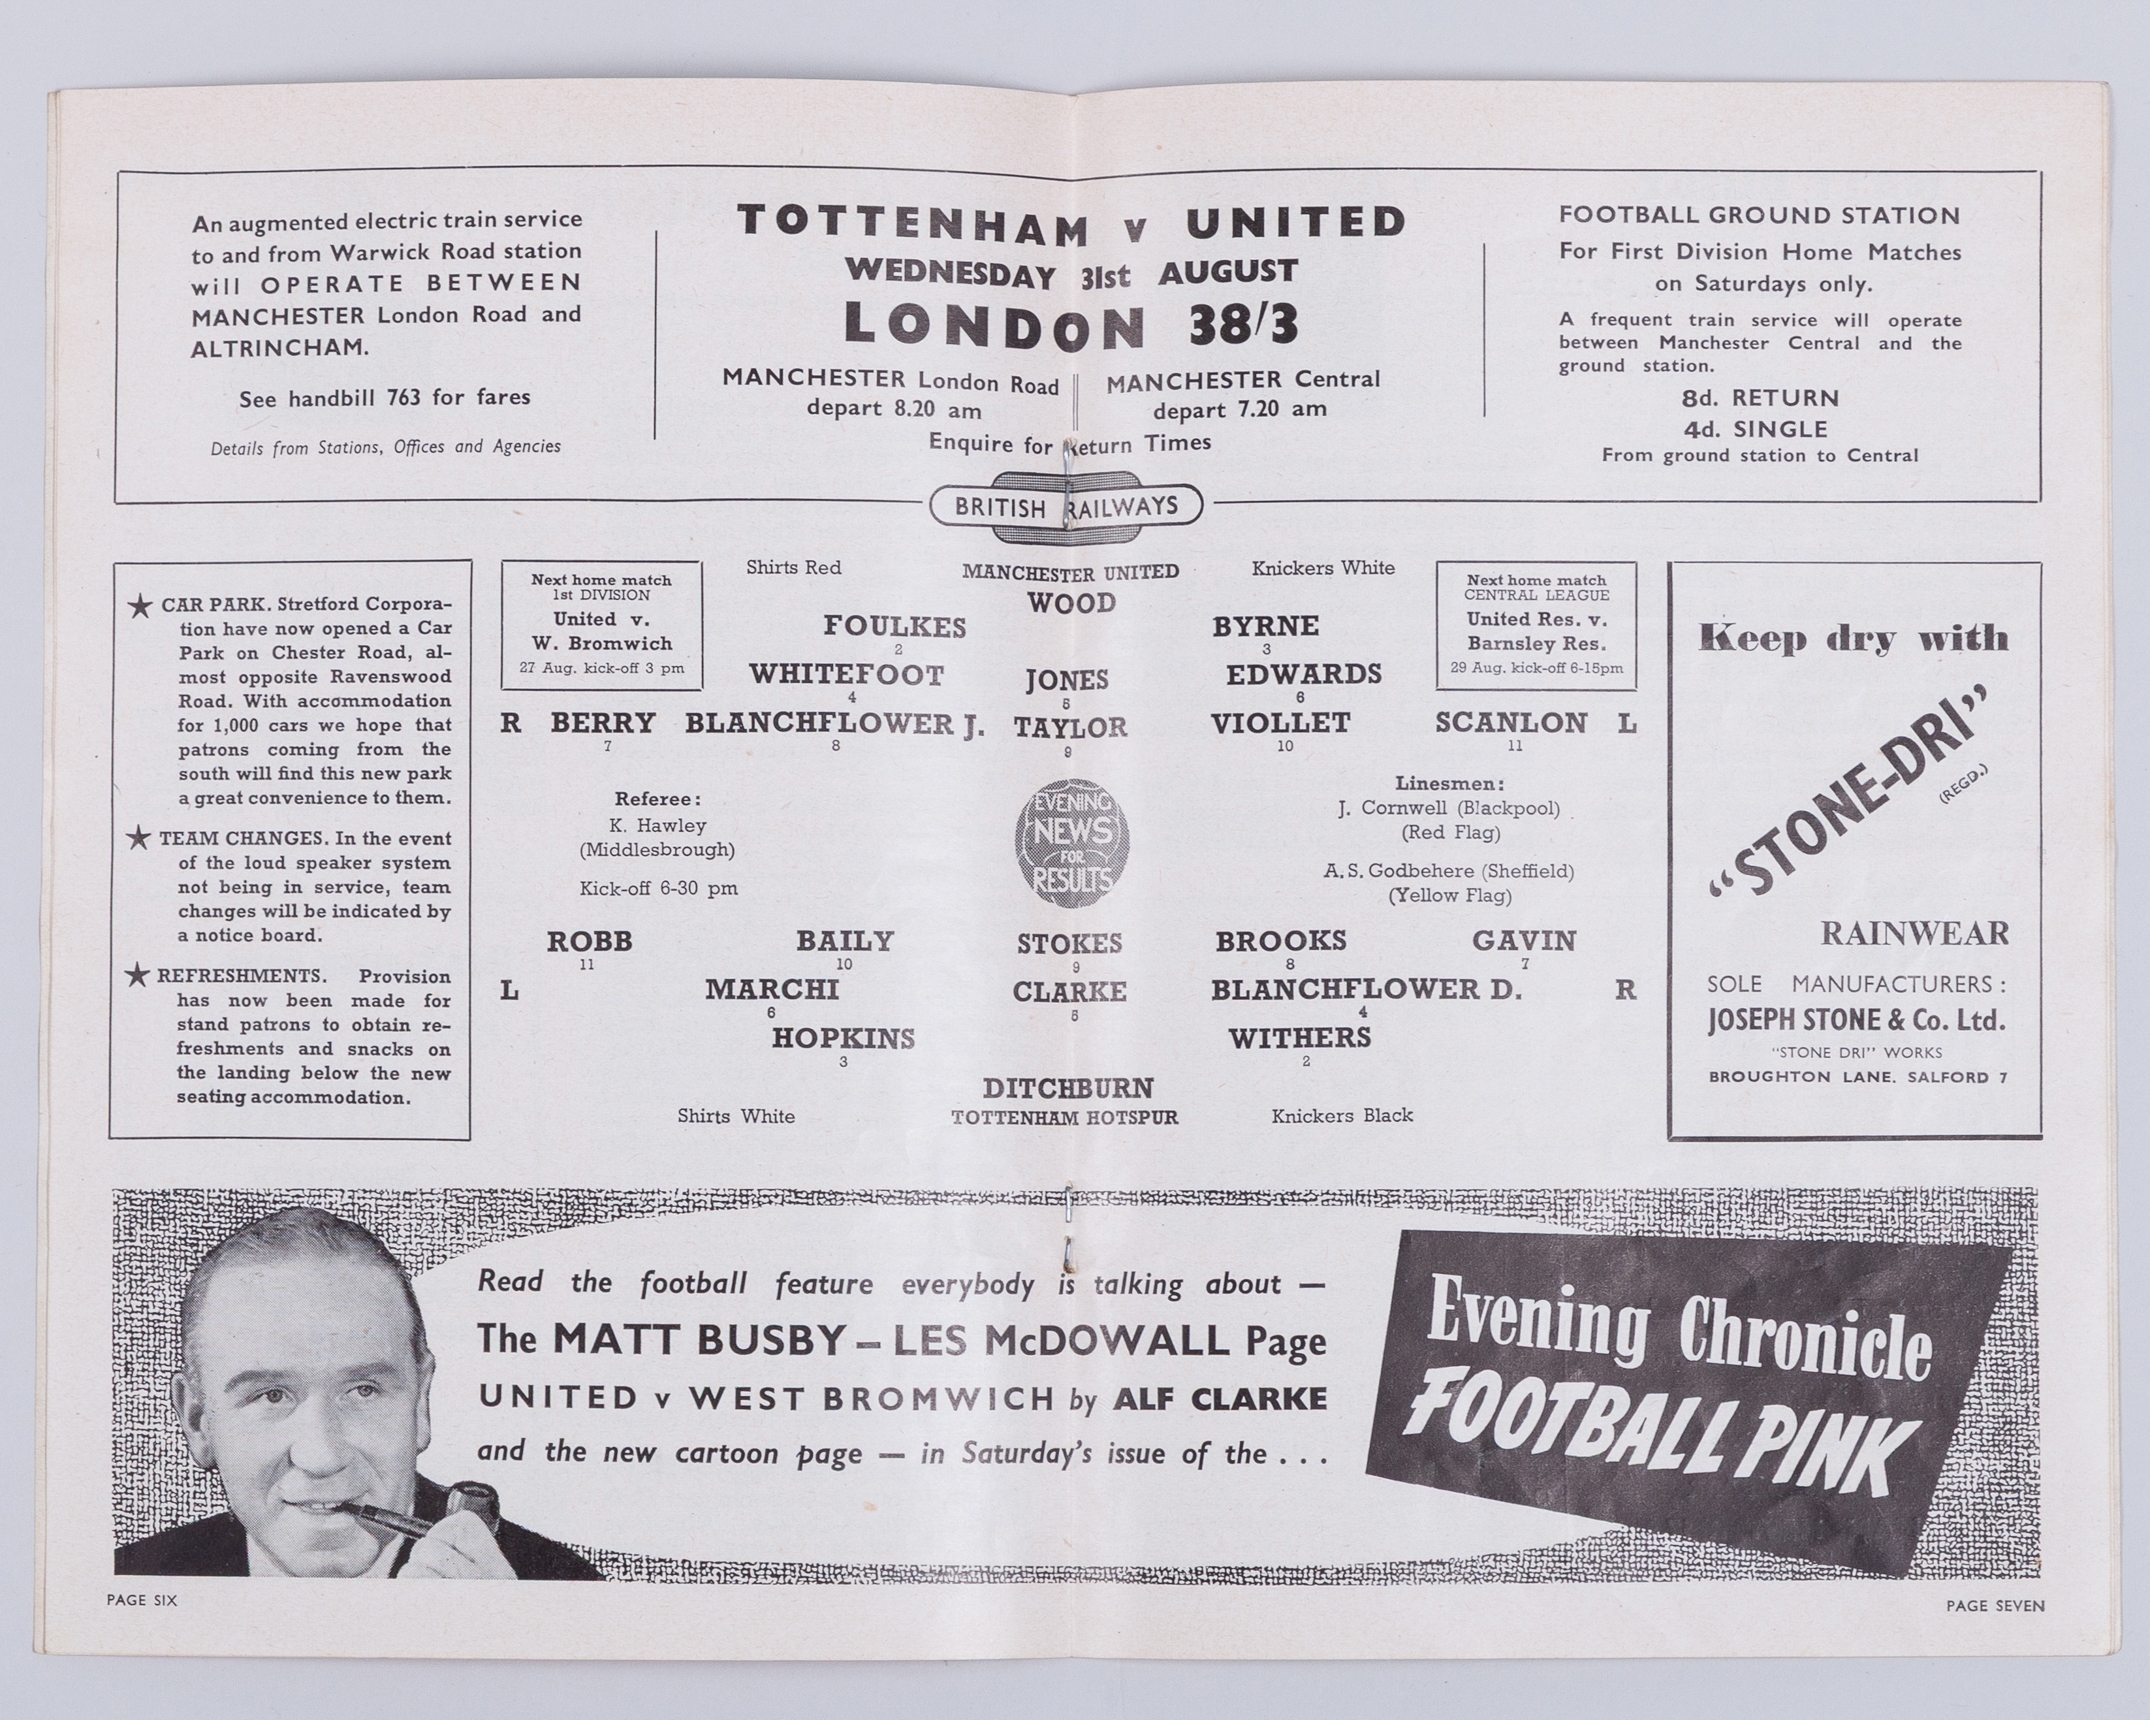 An augmented electric train service
to and from Warwick Road station
will OPERATE BETWEEN
MANCHESTER London Road and
ALTRINCHAM.
See handbill 763 for fares
Details from Stations, Offices and Agencies
TOTTENHAM v UNITED
WEDNESDAY 31st AUGUST
LONDON 38/3
MANCHESTER London Road
depart 8.20 am
MANCHESTER Central
depart 7.20 am
Enquire for Return Times
BRITISH RAILWAYS
FOOTBALL GROUND STATION
For First Division Home Matches
on Saturdays only.
A frequent train service will operate
between Manchester Central and the
ground station.
8d. RETURN
4d. SINGLE
From ground station to Central
★ CAR PARK. Stretford Corpora-
tion have now opened a Car
Park on Chester Road, al-
most opposite Ravenswood
Road. With accommodation
for 1,000 cars we hope that
patrons coming from the
south will find this new park
a great convenience to them.
★ TEAM CHANGES. In the event
of the loud speaker system
not being in service, team
changes will be indicated by
a notice board.
★ REFRESHMENTS. Provision
has now been made for
stand patrons to obtain re-
freshments and snacks on
the landing below the new
seating accommodation.
Next home match
1st DIVISION
United v.
W. Bromwich
27 Aug. kick-off 3 pm
Shirts Red MANCHESTER UNITED Knickers White
Next home match
CENTRAL LEAGUE
United Res. v.
Barnsley Res.
29 Aug. kick-off 6-15pm
WOOD
FOULKES BYRNE
2 3
WHITEFOOT JONES EDWARDS
4 5 6
R BERRY BLANCHFLOWER J. TAYLOR VIOLLET SCANLON L
7 8 9 10 11
Referee:
K. Hawley
(Middlesbrough)
Kick-off 6-30 pm
EVENING
NEWS
FOR
RESULTS
Linesmen:
J. Cornwell (Blackpool)
(Red Flag)
A. S. Godbehere (Sheffield)
(Yellow Flag)
ROBB BAILY STOKES BROOKS GAVIN
11 10 9 8 7
L MARCHI CLARKE BLANCHFLOWER D. R
6 5 4
HOPKINS WITHERS
3 2
DITCHBURN
Shirts White TOTTENHAM HOTSPUR Knickers Black
Keep dry with
"STONE-DRI"
(REGD.)
RAINWEAR
SOLE MANUFACTURERS:
JOSEPH STONE & Co. Ltd.
"STONE DRI" WORKS
BROUGHTON LANE. SALFORD 7
Read the football feature everybody is talking about —
The MATT BUSBY – LES McDOWALL Page
UNITED v WEST BROMWICH by ALF CLARKE
and the new cartoon page — in Saturday's issue of the . . .
Evening Chronicle
FOOTBALL PINK
PAGE SIX
PAGE SEVEN